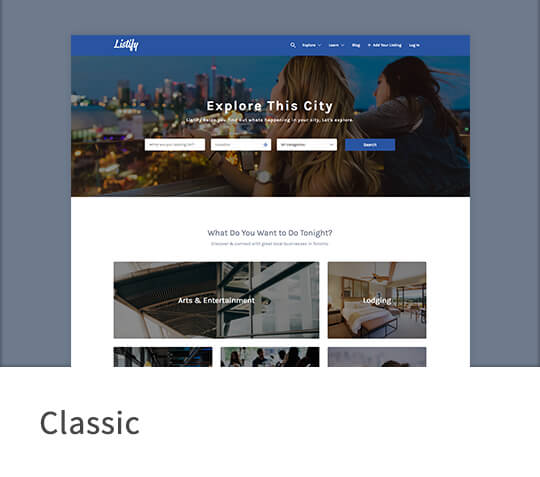 Listify
Explore Learn Blog + Add Your Listing Log In
Explore This City
Listify helps you find out whats happening in your city, Let's explore.
What are you looking for? Location All categories Search
What Do You Want to Do Tonight?
Discover & connect with great local businesses in Toronto
Arts & Entertainment Lodging
Classic